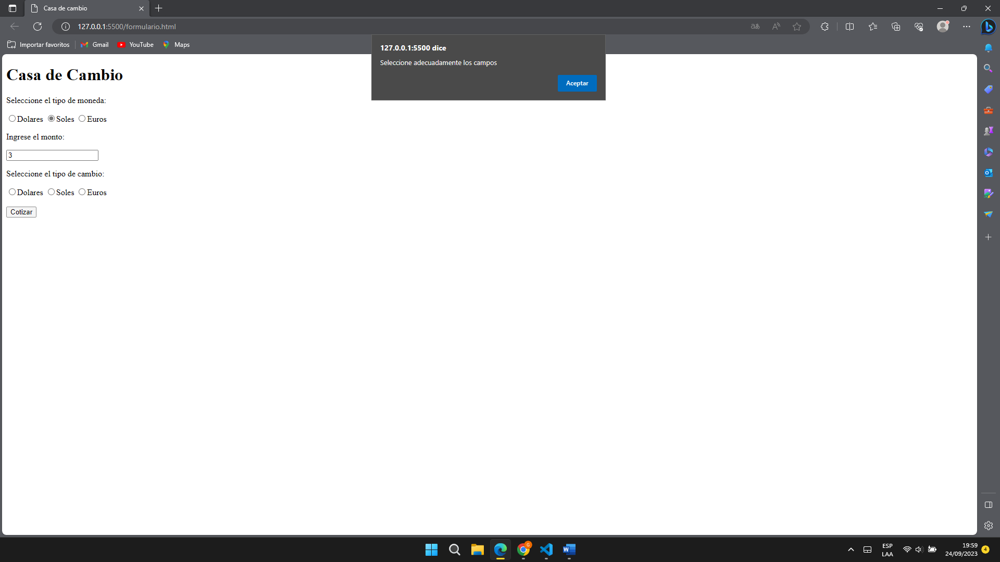 Casa de cambio
127.0.0.1:5500/formulario.html
Importar favoritos Gmail YouTube Maps
127.0.0.1:5500 dice
Seleccione adecuadamente los campos
Aceptar
Casa de Cambio
Seleccione el tipo de moneda:
Dolares Soles Euros
Ingrese el monto:
3
Seleccione el tipo de cambio:
Dolares Soles Euros
Cotizar
ESP
LAA
19:59
24/09/2023
4